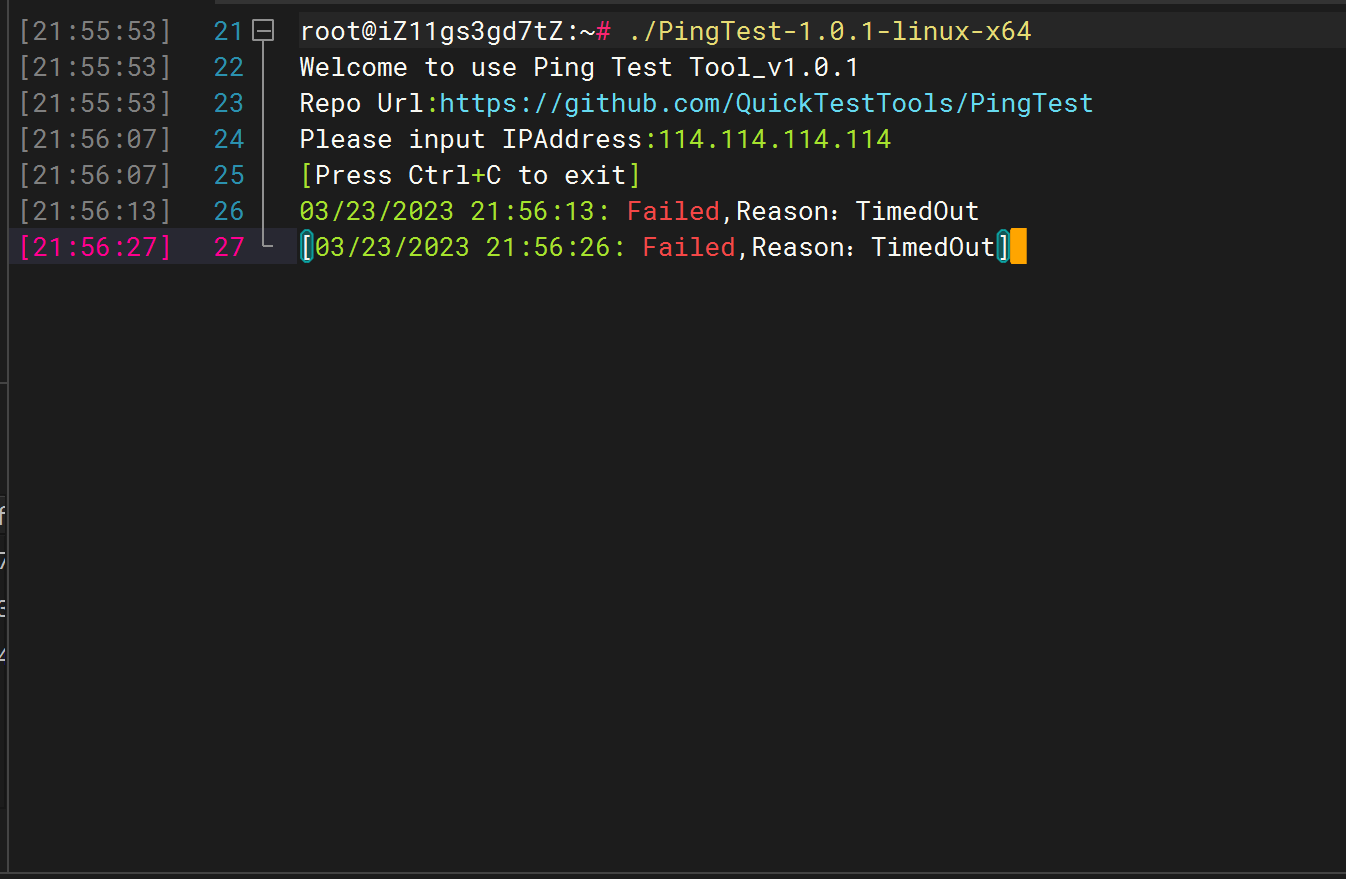 [21:55:53] 21 root@iZ11gs3gd7tZ:~# ./PingTest-1.0.1-linux-x64
[21:55:53] 22 Welcome to use Ping Test Tool_v1.0.1
[21:55:53] 23 Repo Url:https://github.com/QuickTestTools/PingTest
[21:56:07] 24 Please input IPAddress:114.114.114.114
[21:56:07] 25 [Press Ctrl+C to exit]
[21:56:13] 26 03/23/2023 21:56:13: Failed,Reason：TimedOut
[21:56:27] 27 [03/23/2023 21:56:26: Failed,Reason：TimedOut]